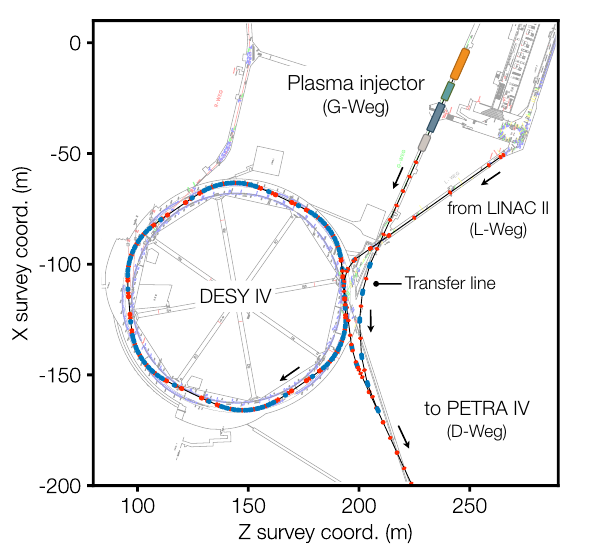 0
-50
-100
-150
-200
X survey coord. (m)
Plasma injector
(G-Weg)
from LINAC II
(L-Weg)
DESY IV
Transfer line
to PETRA IV
(D-Weg)
100
150
200
250
Z survey coord. (m)